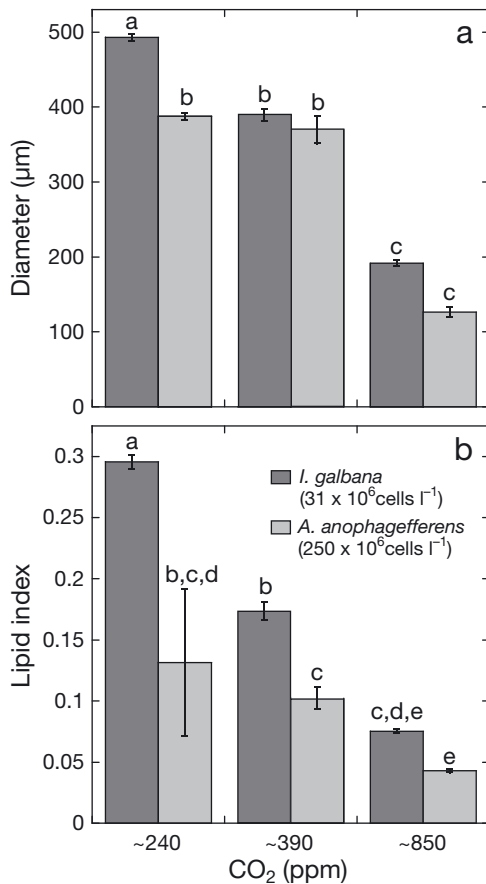 a
a
b
b
b
c
c
500
400
300
200
100
0
Diameter (µm)
b
a
I. galbana
(31 x 10⁶cells l⁻¹)
A. anophagefferens
(250 x 10⁶cells l⁻¹)
b,c,d
b
c
c,d,e
e
0.3
0.25
0.2
0.15
0.1
0.05
0
Lipid index
~240
~390
~850
CO₂ (ppm)